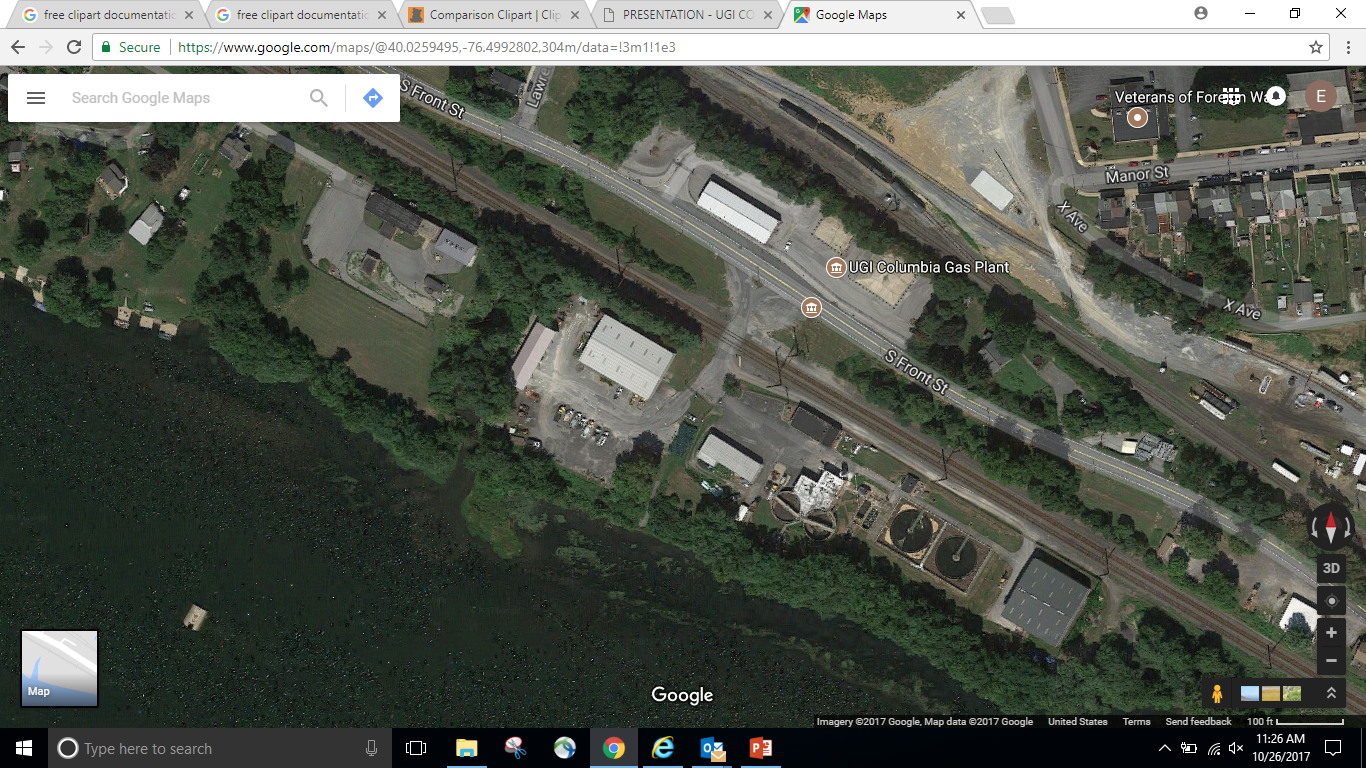 free clipart documentatic
free clipart documentatic
Comparison Clipart | Clip
PRESENTATION - UGI CO
Google Maps
Secure
https://www.google.com/maps/@40.0259495,-76.4992802,304m/data=!3m1!1e3
Search Google Maps
S Front St
Lawre
Veterans of Foreign Wa
E
Manor St
X Ave
UGI Columbia Gas Plant
X Ave
S Front St
3D
Map
Google
Imagery ©2017 Google, Map data ©2017 Google
United States
Terms
Send feedback
100 ft
Type here to search
11:26 AM
10/26/2017